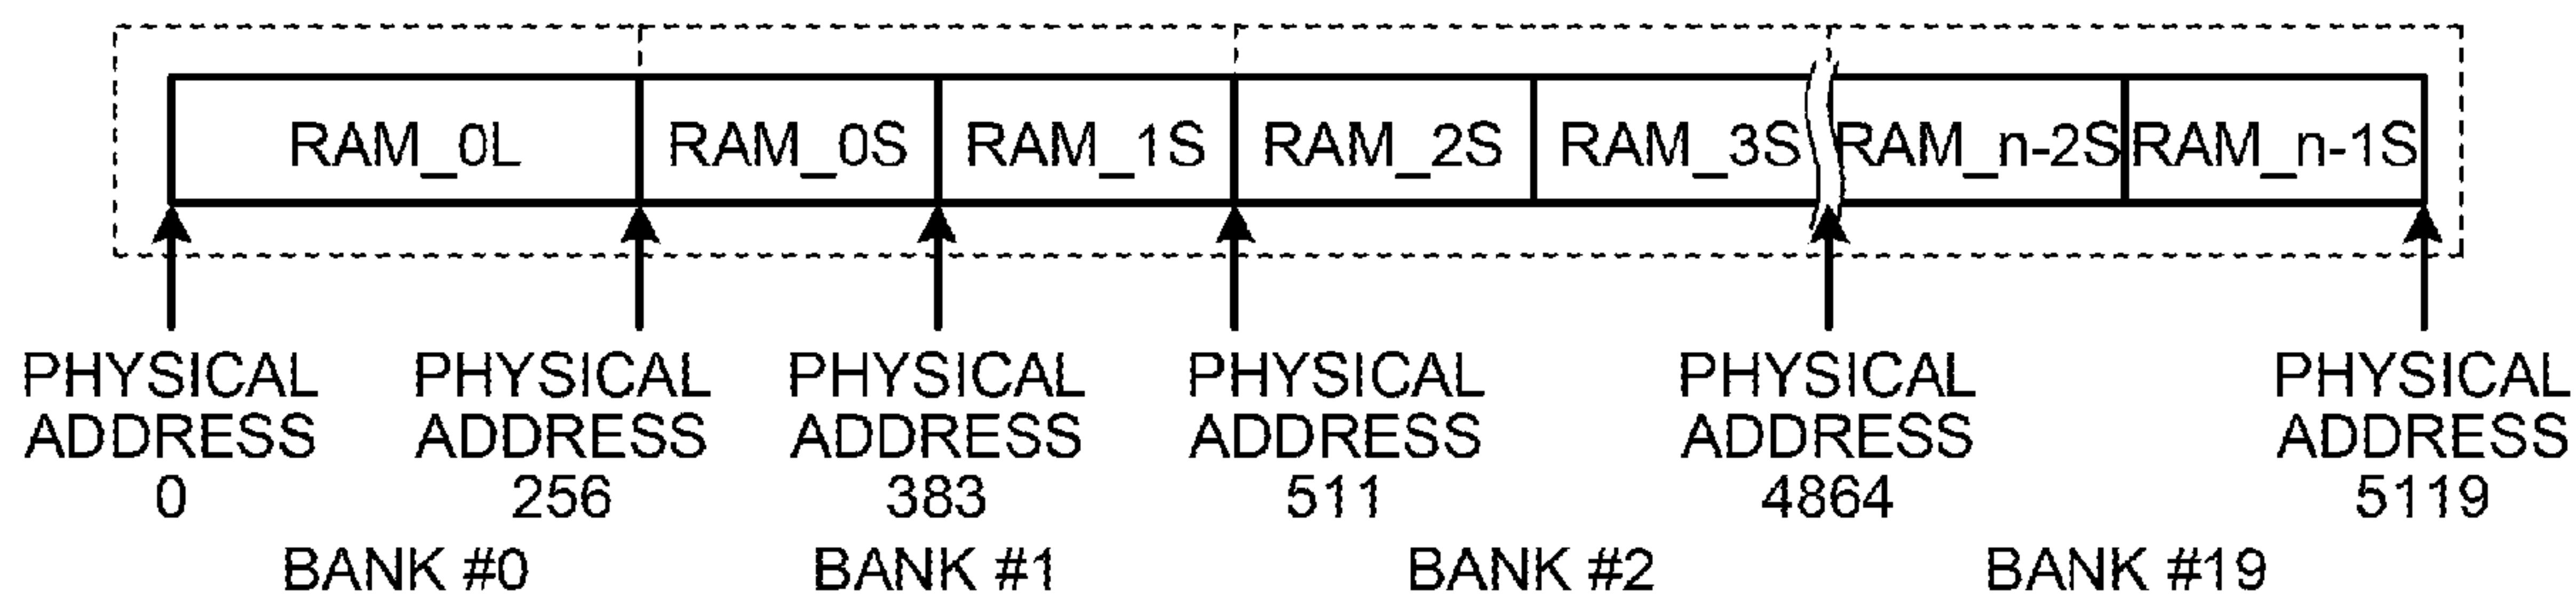 RAM_0L RAM_0S RAM_1S RAM_2S RAM_3S RAM_n-2S RAM_n-1S
PHYSICAL PHYSICAL PHYSICAL PHYSICAL PHYSICAL PHYSICAL
ADDRESS ADDRESS ADDRESS ADDRESS ADDRESS ADDRESS
0 256 383 511 4864 5119
BANK #0 BANK #1 BANK #2 BANK #19